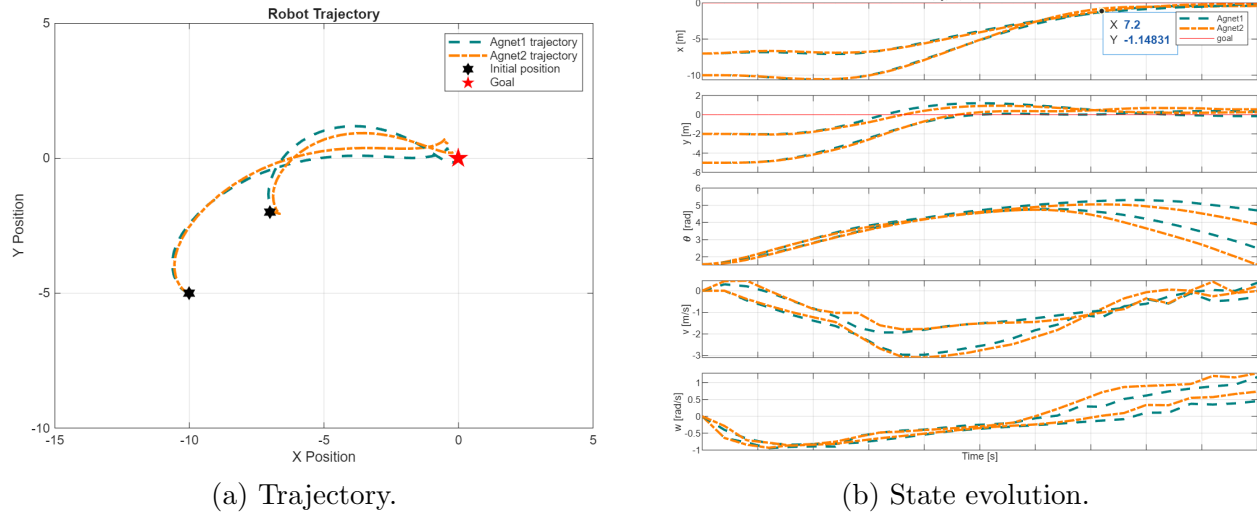 Robot Trajectory
5
0
-5
-10
Y Position
-15
-10
-5
0
5
X Position
Agnet1 trajectory
Agnet2 trajectory
Initial position
Goal
(a) Trajectory.
0
-5
-10
x [m]
X 7.2
Y -1.14831
Agnet1
Agnet2
goal
2
0
-2
-4
-6
y [m]
6
5
4
3
2
θ [rad]
0
-1
-2
-3
v [m/s]
1
0.5
0
-0.5
-1
w [rad/s]
Time [s]
(b) State evolution.